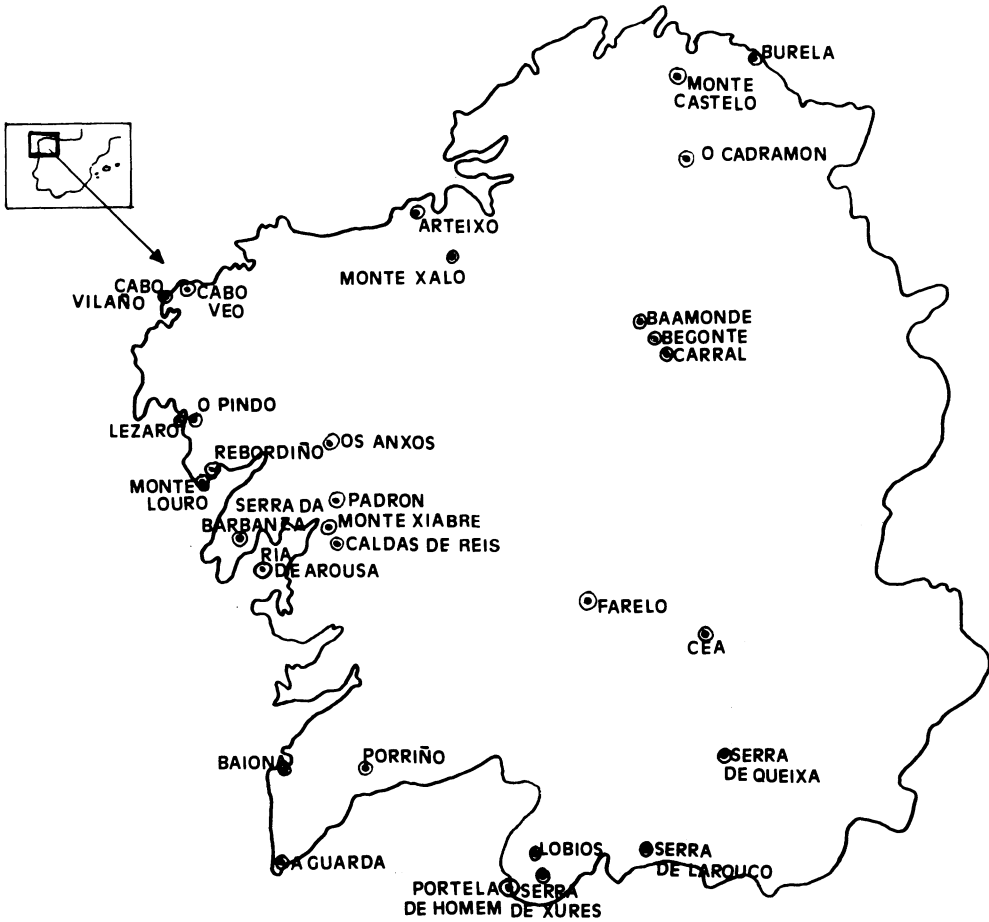 BURELA
MONTE
CASTELO
O CADRAMON
ARTEIXO
MONTE XALO
CABO
VILAÑO
CABO
VEO
BAAMONDE
BEGONTE
CARRAL
O PINDO
LEZARO
REBORDIÑO
OS ANXOS
MONTE
LOURO
SERRA DA
BARBANZA
PADRON
MONTE XIABRE
CALDAS DE REIS
RIA
DE AROUSA
FARELO
CEA
BAIONA
PORRIÑO
SERRA
DE QUEIXA
A GUARDA
LOBIOS
SERRA
DE LAROUCO
PORTELA
DE HOMEM
SERRA
DE XURES